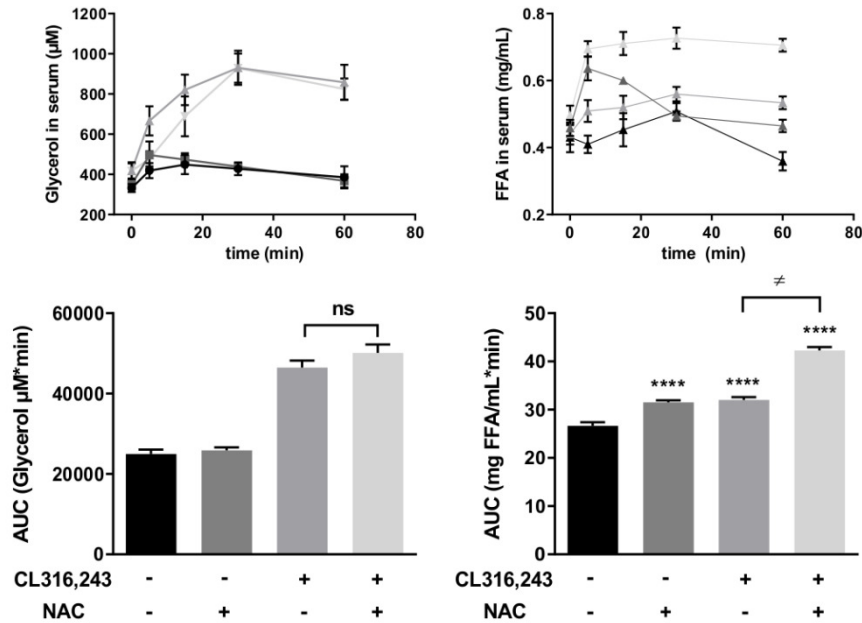 Glycerol in serum (µM)
1200
1000
800
600
400
200
0 20 40 60 80
time (min)
FFA in serum (mg/mL)
0.8
0.6
0.4
0.2
0 20 40 60 80
time (min)
AUC (Glycerol µM*min)
60000
40000
20000
0
ns
CL316,243 - - + +
NAC - + - +
AUC (mg FFA/mL*min)
50
40
30
20
10
0
≠
**** **** ****
CL316,243 - - + +
NAC - + - +